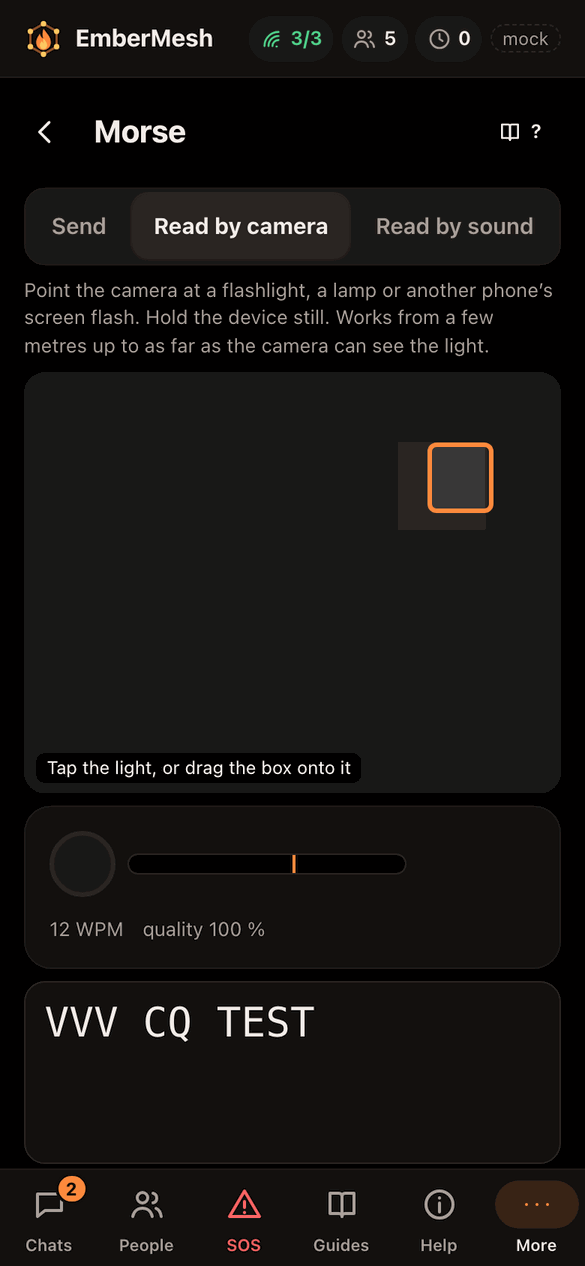 EmberMesh 3/3 5 0 mock
Morse ?
Send Read by camera Read by sound
Point the camera at a flashlight, a lamp or another phone’s
screen flash. Hold the device still. Works from a few
metres up to as far as the camera can see the light.
Tap the light, or drag the box onto it
12 WPM quality 100 %
VVV CQ TEST
2
Chats People SOS Guides Help More